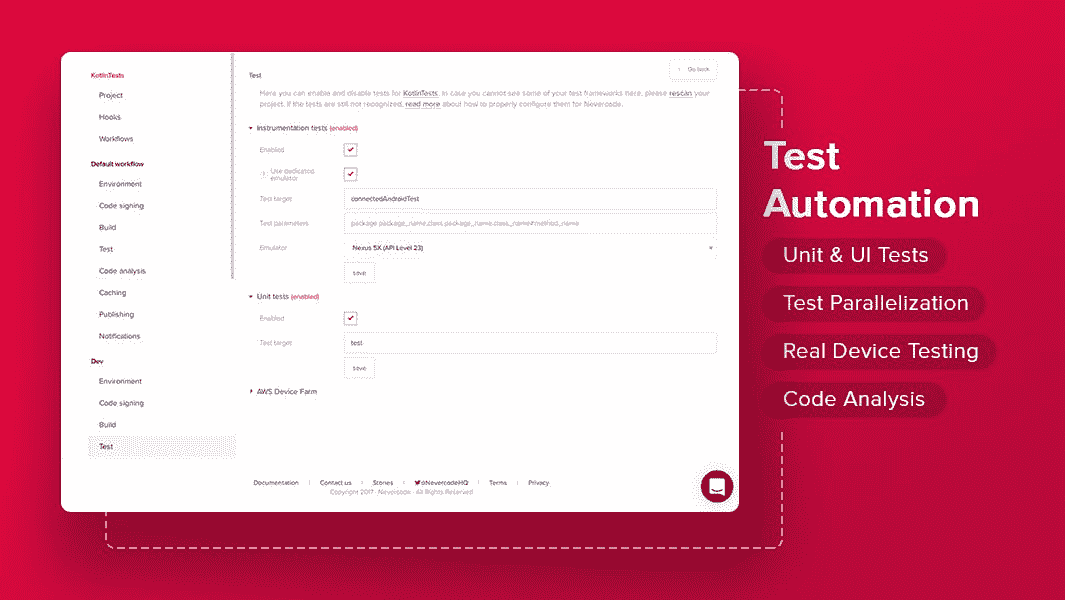 KotlinTests
Project
Hooks
Workflows
Default workflow
Environment
Code signing
Build
Test
Code analysis
Caching
Publishing
Notifications
Dev
Environment
Code signing
Build
Test
Test
Go back
Here you can enable and disable tests for KotlinTests. In case you cannot see some of your test frameworks here, please rescan your
project. If the tests are still not recognized, read more about how to properly configure them for Nevercode.
Instrumentation tests (enabled)
Enabled
? Use dedicated
emulator
Test target
connectedAndroidTest
Test parameters
package package_name,class package_name.class_name#method_name
Emulator
Nexus 5X (API Level 23)
save
Unit tests (enabled)
Enabled
Test target
test
save
AWS Device Farm
Documentation | Contact us | Stories | @NevercodeHQ | Terms | Privacy
Copyright 2017 · Nevercode · All Rights Reserved
Test
Automation
Unit & UI Tests
Test Parallelization
Real Device Testing
Code Analysis